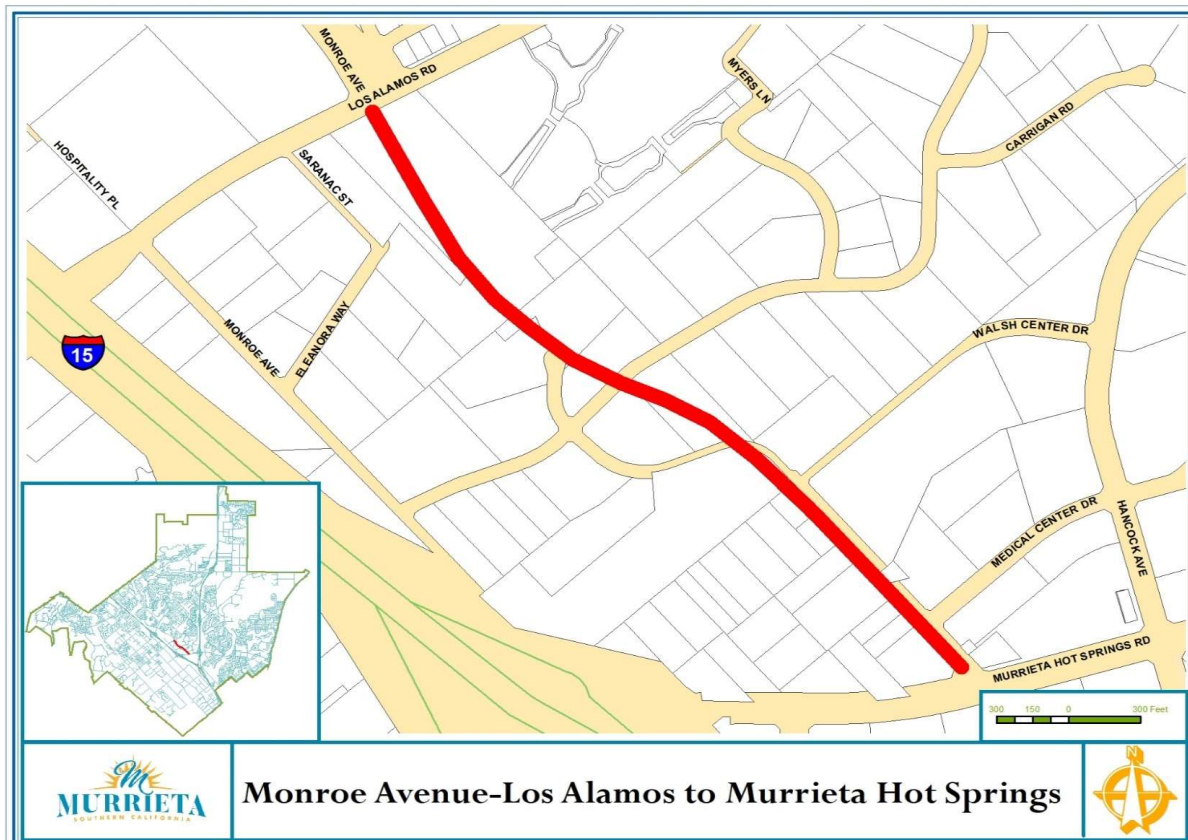 MONROE AVE
LOS ALAMOS RD
MYERS LN
CARRIGAN RD
HOSPITALITY PL
SARANAC ST
MONROE AVE
ELEANORA WAY
WALSH CENTER DR
15
MEDICAL CENTER DR
HANCOCK AVE
MURRIETA HOT SPRINGS RD
300 150 0 300 Feet
M
MURRIETA
SOUTHERN CALIFORNIA
Monroe Avenue-Los Alamos to Murrieta Hot Springs
N